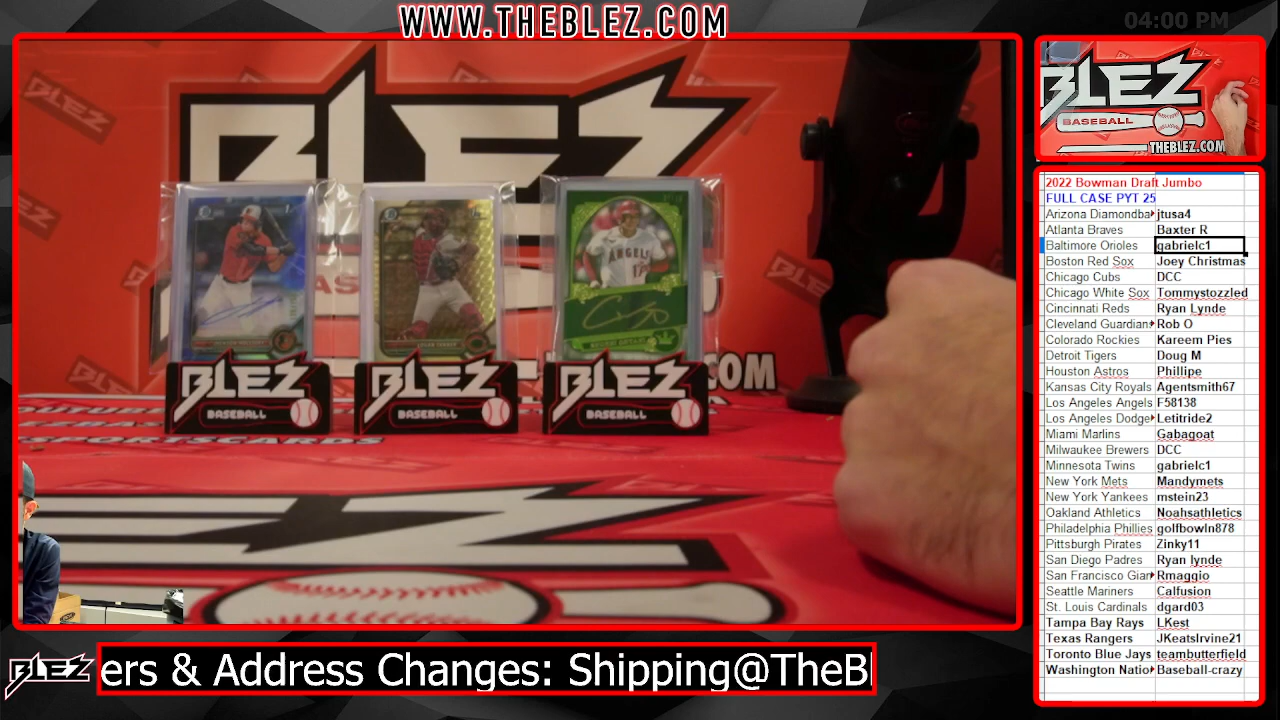 WWW.THEBLEZ.COM
04:00 PM
BLEZ
BLEZ
BASEBALL
THEBLEZ.COM
BLEZ
BASEBALL
BLEZ
BASEBALL
BLEZ
BASEBALL
.COM
ANGELS
17
SPORTSCARDS
2022 Bowman Draft Jumbo
FULL CASE PYT 25
Arizona Diamondba jtusa4
Atlanta Braves Baxter R
Baltimore Orioles gabrielc1
Boston Red Sox Joey Christmas
Chicago Cubs DCC
Chicago White Sox Tommystozzled
Cincinnati Reds Ryan Lynde
Cleveland Guardian Rob O
Colorado Rockies Kareem Pies
Detroit Tigers Doug M
Houston Astros Phillipe
Kansas City Royals Agentsmith67
Los Angeles Angels F58138
Los Angeles Dodge Letitride2
Miami Marlins Gabagoat
Milwaukee Brewers DCC
Minnesota Twins gabrielc1
New York Mets Mandymets
New York Yankees mstein23
Oakland Athletics Noahsathletics
Philadelphia Phillies golfbowln878
Pittsburgh Pirates Zinky11
San Diego Padres Ryan lynde
San Francisco Gian Rmaggio
Seattle Mariners Calfusion
St. Louis Cardinals dgard03
Tampa Bay Rays LKest
Texas Rangers JKeatsIrvine21
Toronto Blue Jays teambutterfield
Washington Natio Baseball-crazy
BLEZ
ers & Address Changes: Shipping@TheBl